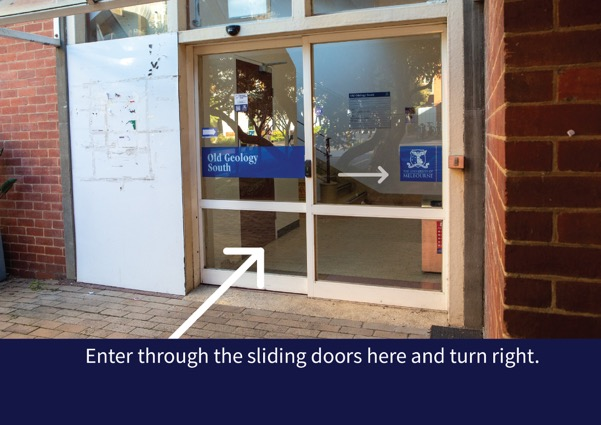 Old Geology
South
MELBOURNE
Enter through the sliding doors here and turn right.